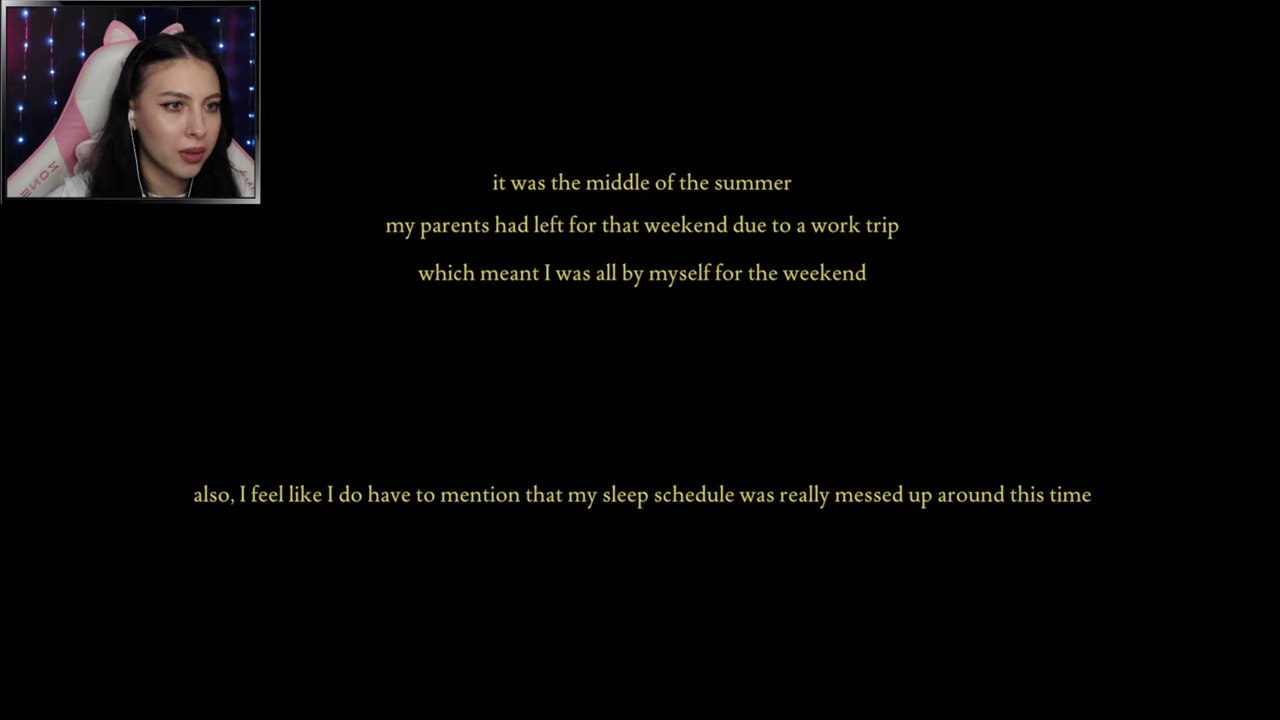 it was the middle of the summer
my parents had left for that weekend due to a work trip
which meant I was all by myself for the weekend
also, I feel like I do have to mention that my sleep schedule was really messed up around this time
ZONE